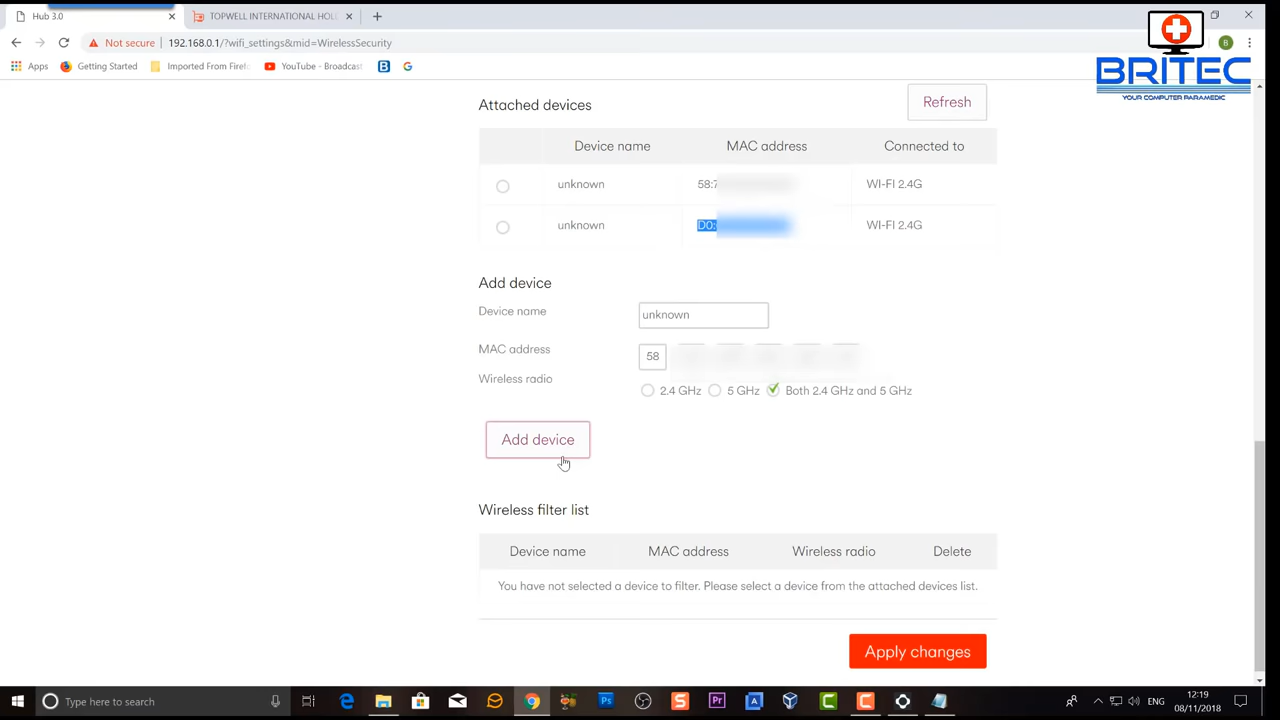 Hub 3.0
TOPWELL INTERNATIONAL HOL
Not secure
192.168.0.1/?wifi_settings&mid=WirelessSecurity
B
Apps
Getting Started
Imported From Firef
YouTube - Broadcast
B
BRITEC
YOUR COMPUTER PARAMEDIC
Attached devices
Refresh
Device name MAC address Connected to
unknown 58:7 WI-FI 2.4G
unknown D0: WI-FI 2.4G
Add device
Device name unknown
MAC address 58
Wireless radio 2.4 GHz 5 GHz Both 2.4 GHz and 5 GHz
Add device
Wireless filter list
Device name MAC address Wireless radio Delete
You have not selected a device to filter. Please select a device from the attached devices list.
Apply changes
Type here to search
Ps
Pr
ENG
12:19
08/11/2018